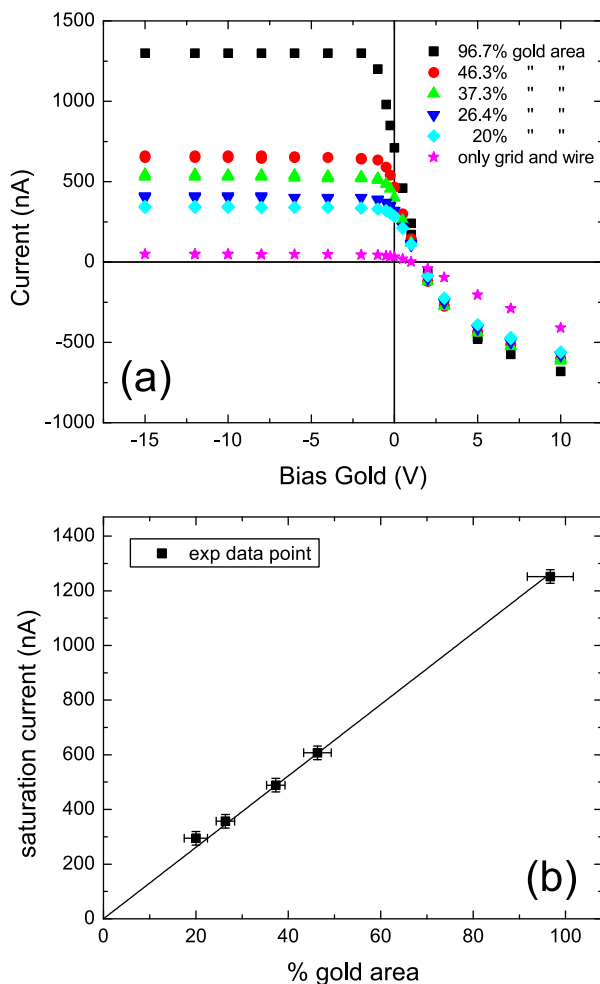 1500
1000
500
0
-500
-1000
Current (nA)
96.7% gold area
46.3% " "
37.3% " "
26.4% " "
20% " "
only grid and wire
(a)
-15 -10 -5 0 5 10
Bias Gold (V)
1400
1200
1000
800
600
400
200
0
saturation current (nA)
exp data point
(b)
0 20 40 60 80 100
% gold area